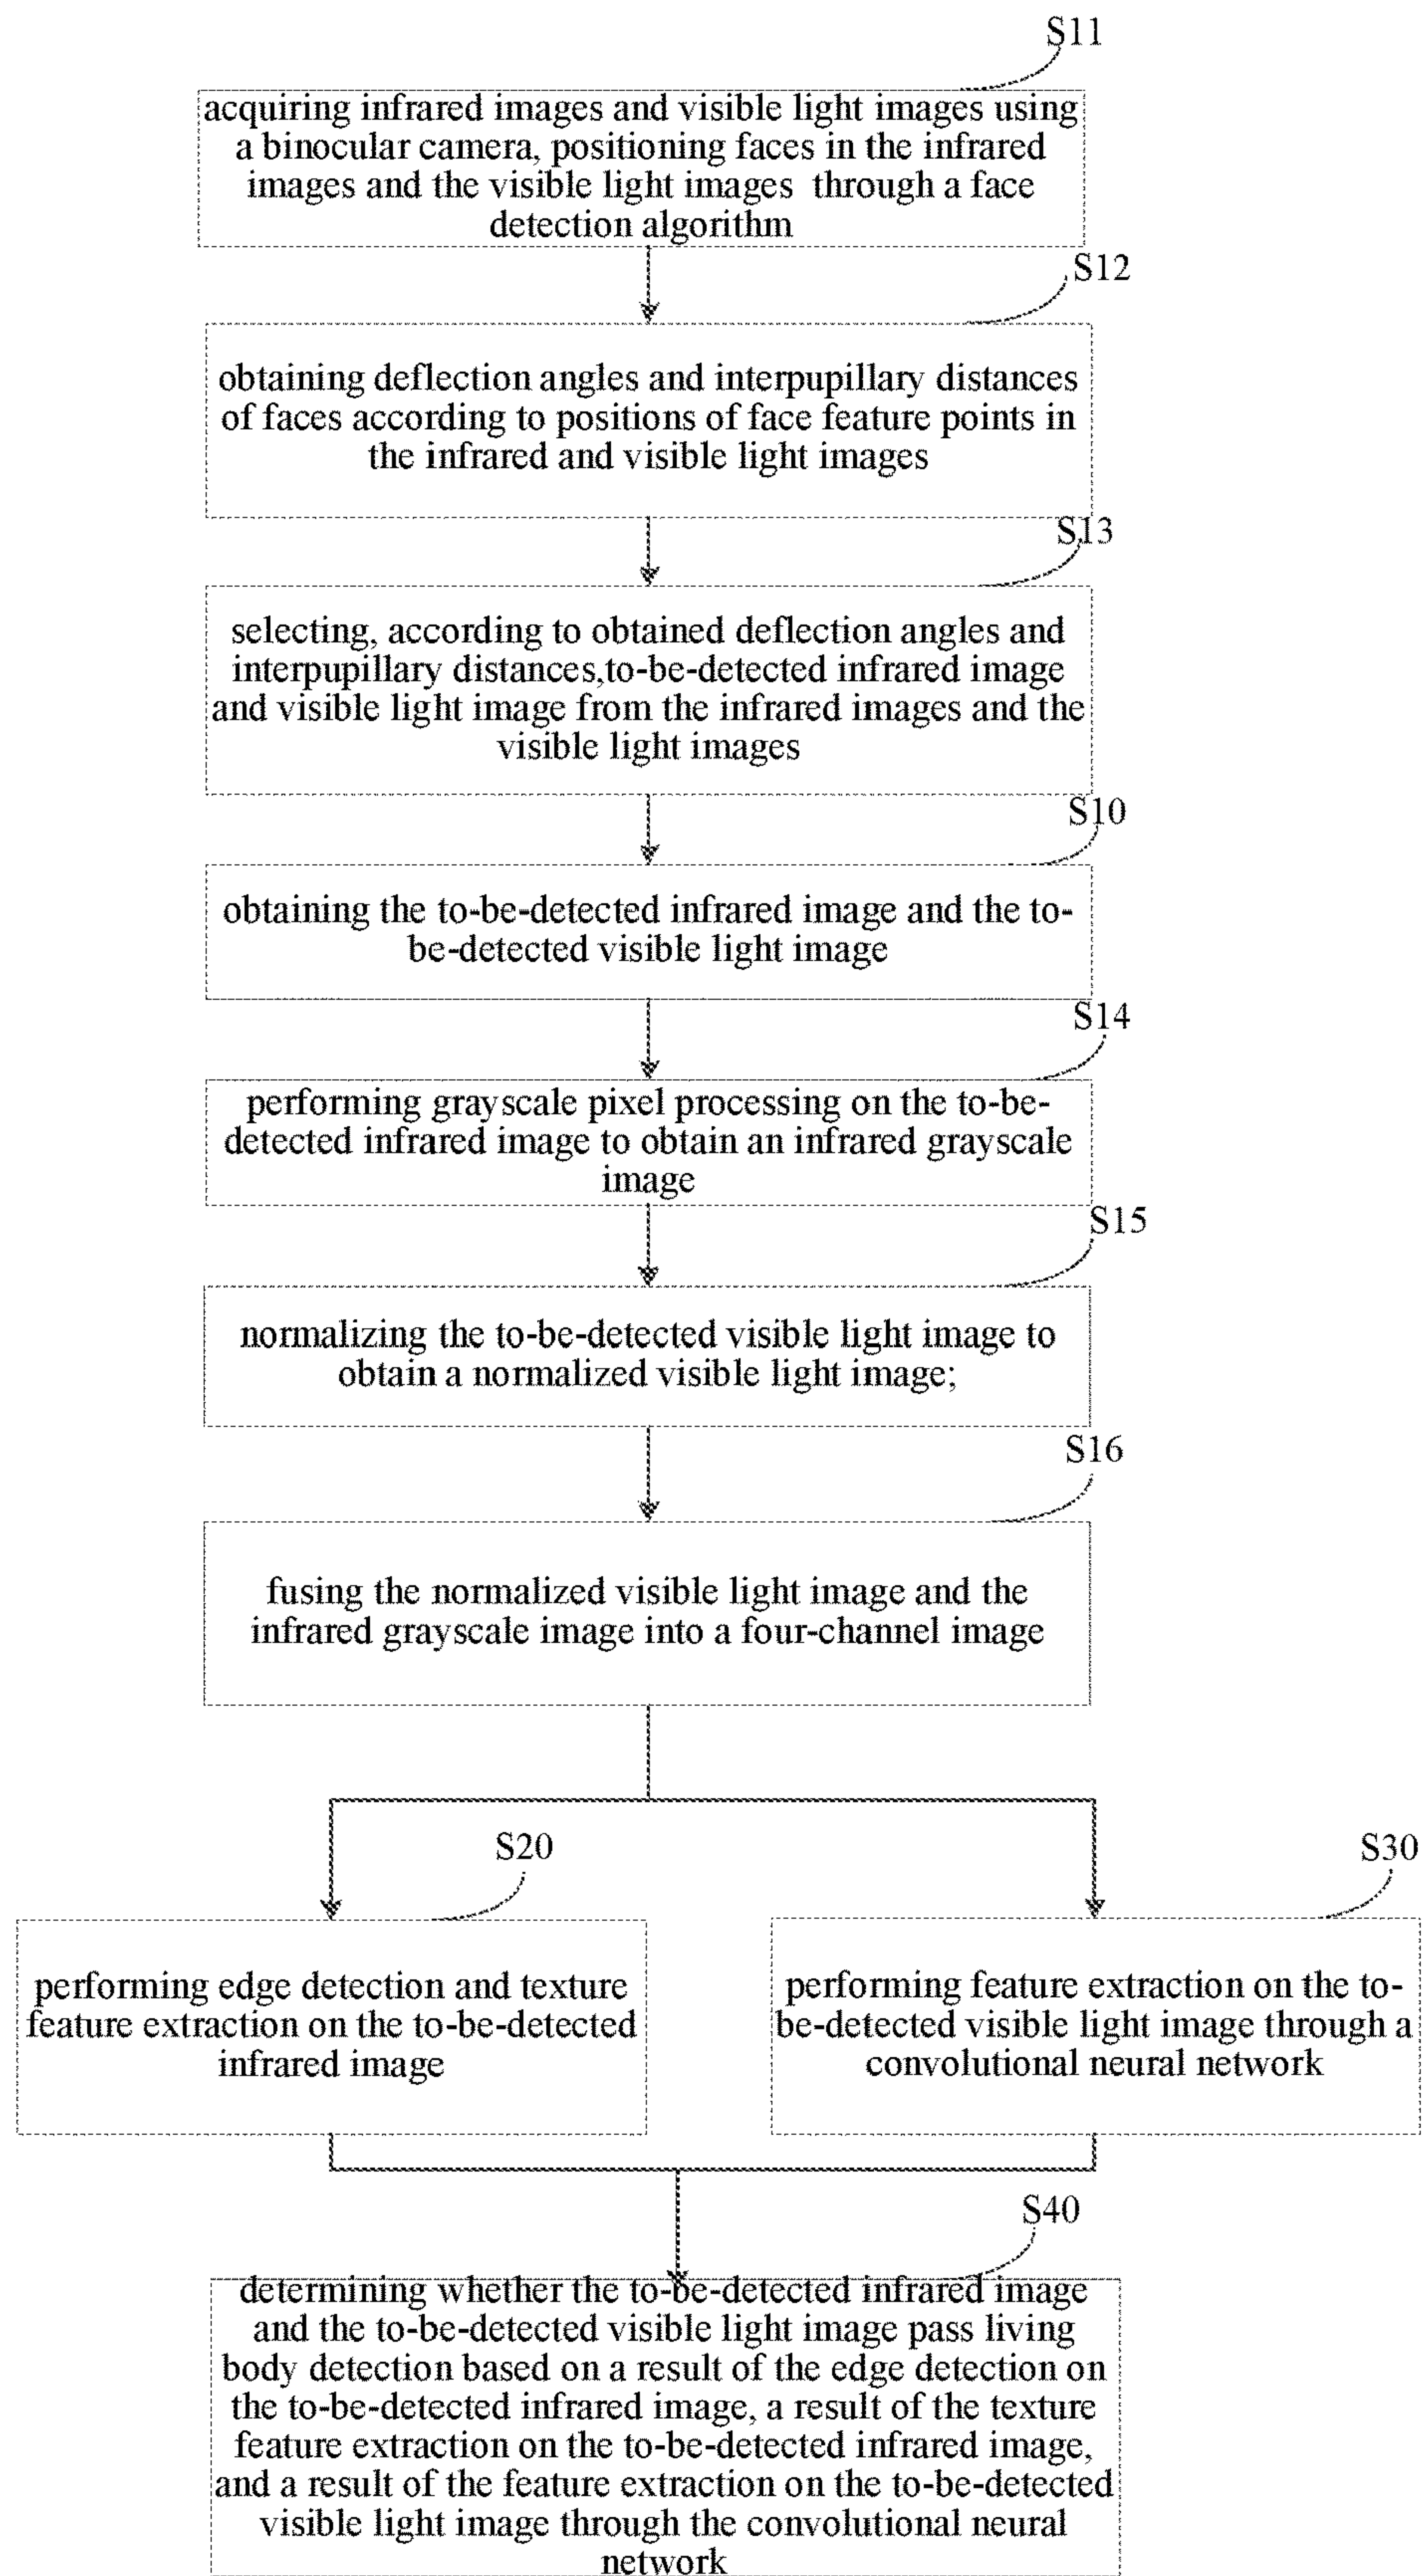 S11
acquiring infrared images and visible light images using
a binocular camera, positioning faces in the infrared
images and the visible light images through a face
detection algorithm
S12
obtaining deflection angles and interpupillary distances
of faces according to positions of face feature points in
the infrared and visible light images
S13
selecting, according to obtained deflection angles and
interpupillary distances,to-be-detected infrared image
and visible light image from the infrared images and the
visible light images
S10
obtaining the to-be-detected infrared image and the to-
be-detected visible light image
S14
performing grayscale pixel processing on the to-be-
detected infrared image to obtain an infrared grayscale
image
S15
normalizing the to-be-detected visible light image to
obtain a normalized visible light image;
S16
fusing the normalized visible light image and the
infrared grayscale image into a four-channel image
S20
performing edge detection and texture
feature extraction on the to-be-detected
infrared image
S30
performing feature extraction on the to-
be-detected visible light image through a
convolutional neural network
S40
determining whether the to-be-detected infrared image
and the to-be-detected visible light image pass living
body detection based on a result of the edge detection on
the to-be-detected infrared image, a result of the texture
feature extraction on the to-be-detected infrared image,
and a result of the feature extraction on the to-be-detected
visible light image through the convolutional neural
network